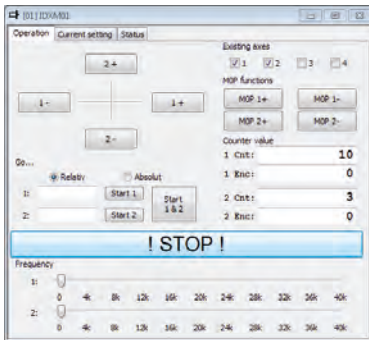 [01] IDXM01
Operation Current setting Status
Existing axes
1 2 3 4
2+
1- 1+
2-
MOP functions
MOP 1+ MOP 1-
MOP 2+ MOP 2-
Counter value
1 Cnt: 10
1 Enc: 0
2 Cnt: 3
2 Enc: 0
Go...
Relativ Absolut
1: Start 1
2: Start 2
Start
1 & 2
! STOP !
Frequency
1:
0 4k 8k 12k 16k 20k 24k 28k 32k 36k 40k
2:
0 4k 8k 12k 16k 20k 24k 28k 32k 36k 40k